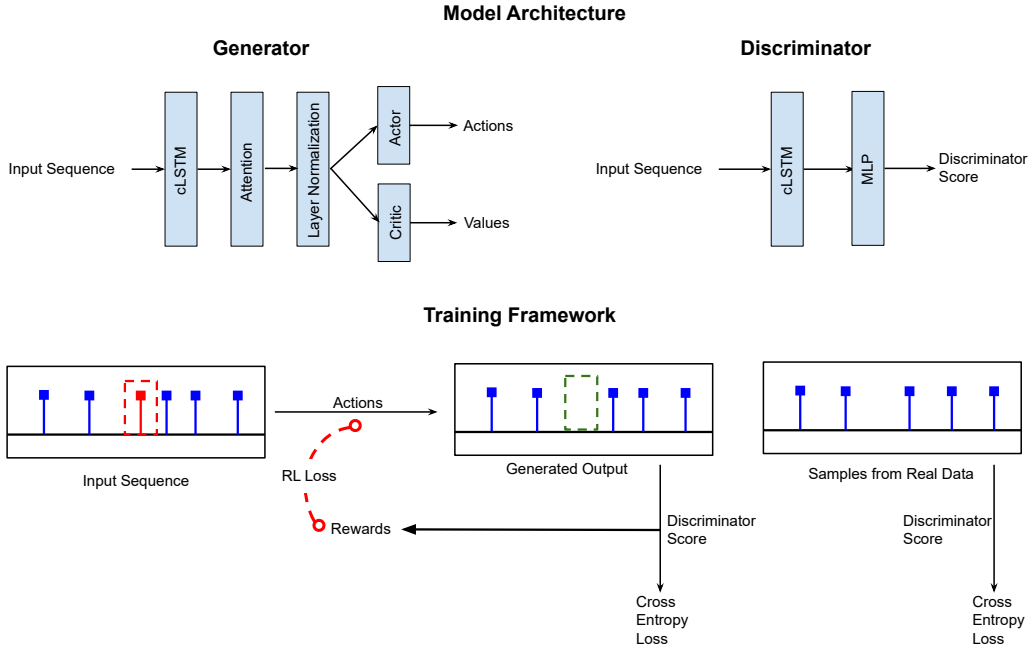 Model Architecture
Generator
Discriminator
Input Sequence
cLSTM
Attention
Layer Normalization
Actor
Critic
Actions
Values
Input Sequence
cLSTM
MLP
Discriminator
Score
Training Framework
Input Sequence
Actions
RL Loss
Rewards
Generated Output
Discriminator
Score
Cross
Entropy
Loss
Samples from Real Data
Discriminator
Score
Cross
Entropy
Loss